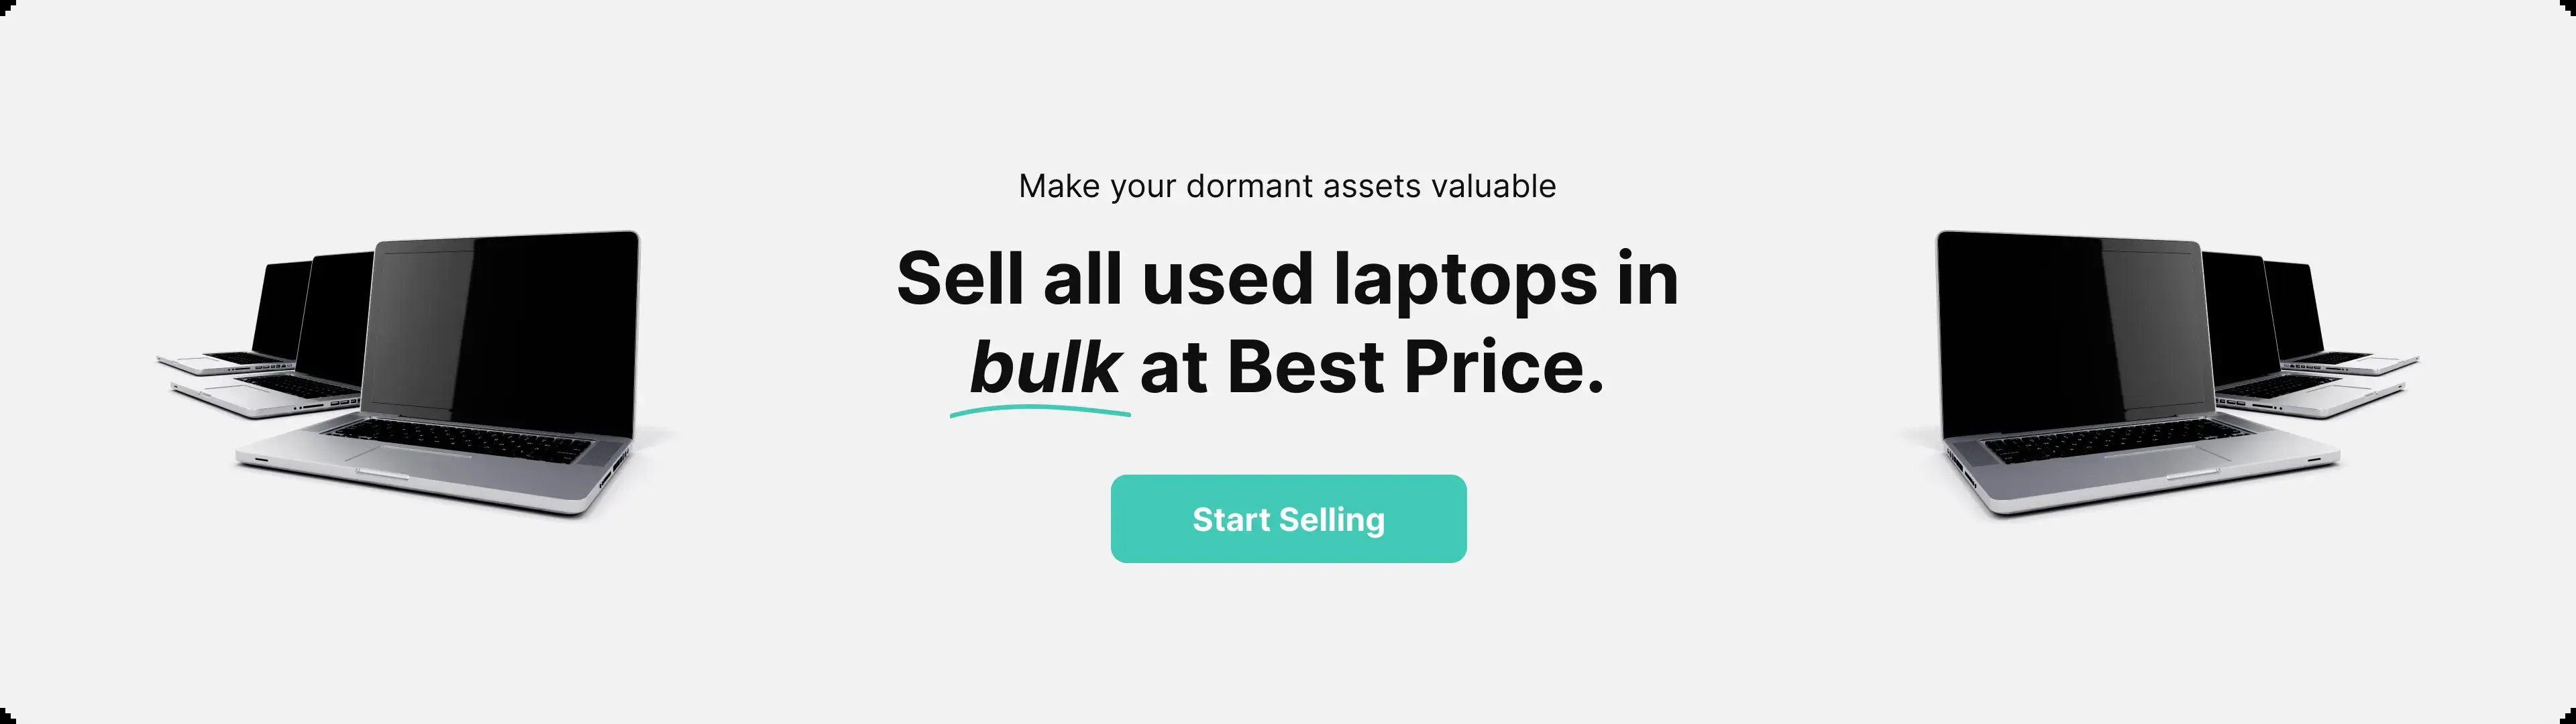 Make your dormant assets valuable
Sell all used laptops in
bulk at Best Price.
Start Selling